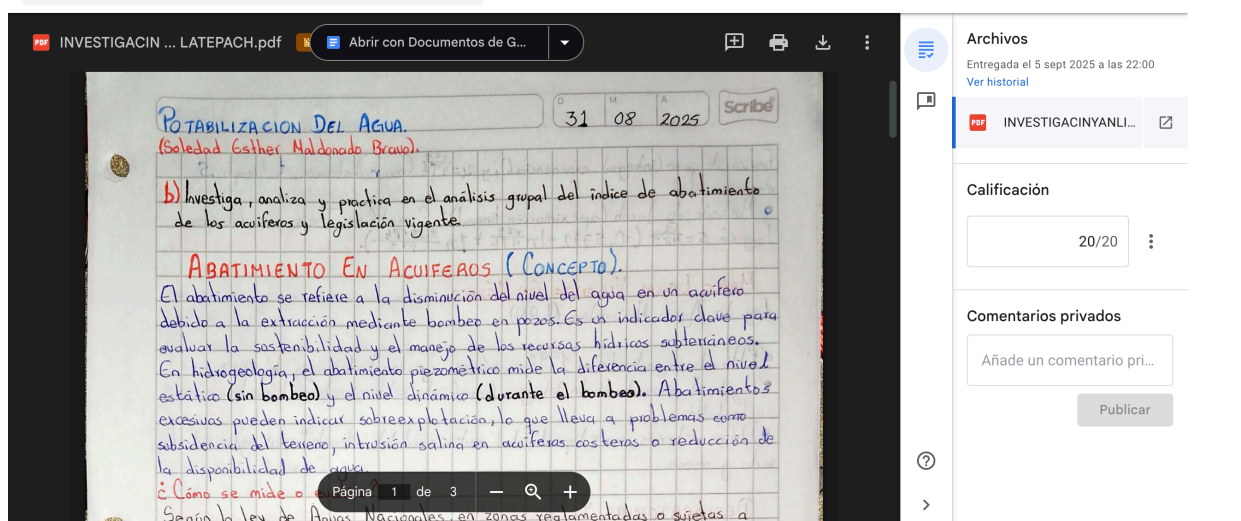 PDF INVESTIGACIN ... LATEPACH.pdf
Abrir con Documentos de G...
POTABILIZACION DEL AGUA.
D M A
31 08 2025
Scribe
(Soledad Esther Maldonado Bravo).
b) Investiga, analiza y practica en el análisis grupal del índice de abatimiento
de los acuiferos y legislación vigente.
ABATIMIENTO EN ACUIFEROS (CONCEPTO).
El abatimiento se refiere a la disminución del nivel del agua en un acuifero
debido a la extracción mediante bombeo en pozos. Es un indicador clave para
evaluar la sostenibilidad y el manejo de los recursos hídricos subterráneos.
En hidrogeología, el abatimiento piezométrico mide la diferencia entre el nivel
estático (sin bombeo) y el nivel dinámico (durante el bombeo). Abatimientos
excesivos pueden indicar sobreexplotación, lo que lleva a problemas como
subsidencia del terreno, intrusión salina en acuíferos costeros o reducción de
la disponibilidad de agua.
¿Cómo se mide o
Según la ley de Aguas Nacionales, en zonas reglamentadas o sujetas a
Página 1 de 3
Archivos
Entregada el 5 sept 2025 a las 22:00
Ver historial
PDF INVESTIGACINYANLI...
Calificación
20/20
Comentarios privados
Añade un comentario pri...
Publicar